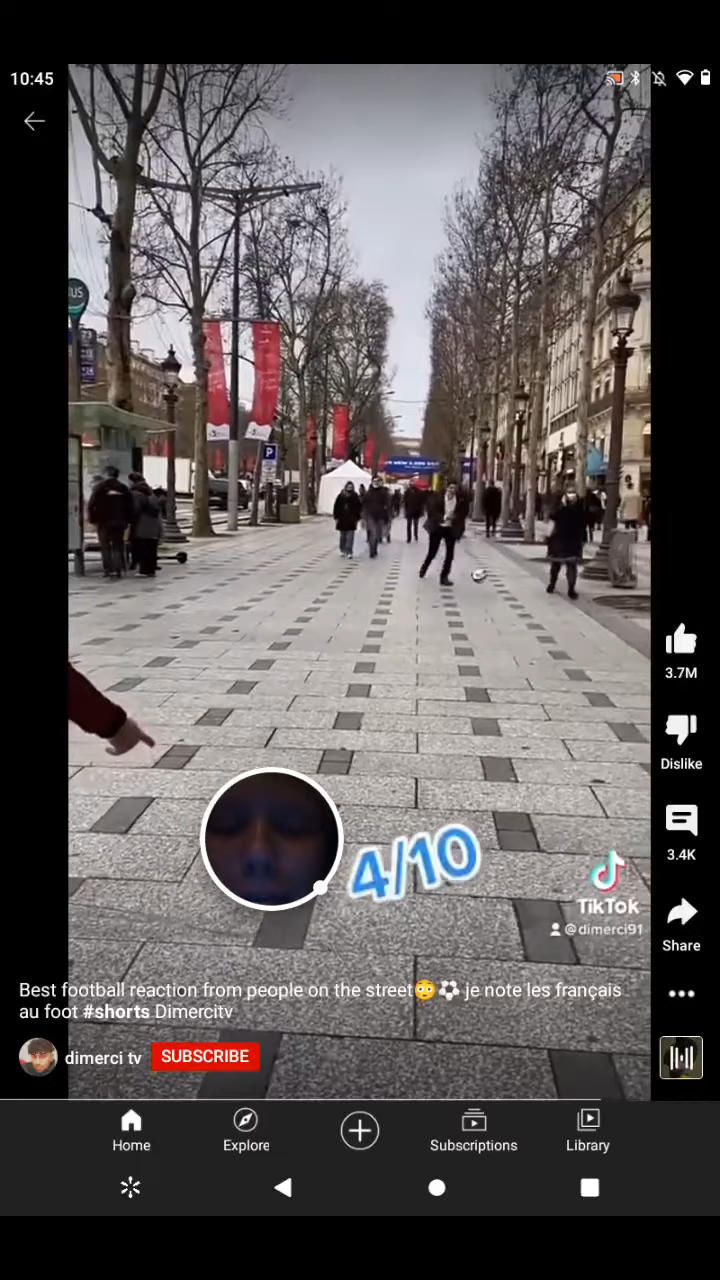 10:45
US
P
4/10
TikTok
@dimerci91
3.7M
Dislike
3.4K
Share
Best football reaction from people on the street😳⚽ je note les français
au foot #shorts Dimercitv
dimerci tv
SUBSCRIBE
Home
Explore
Subscriptions
Library